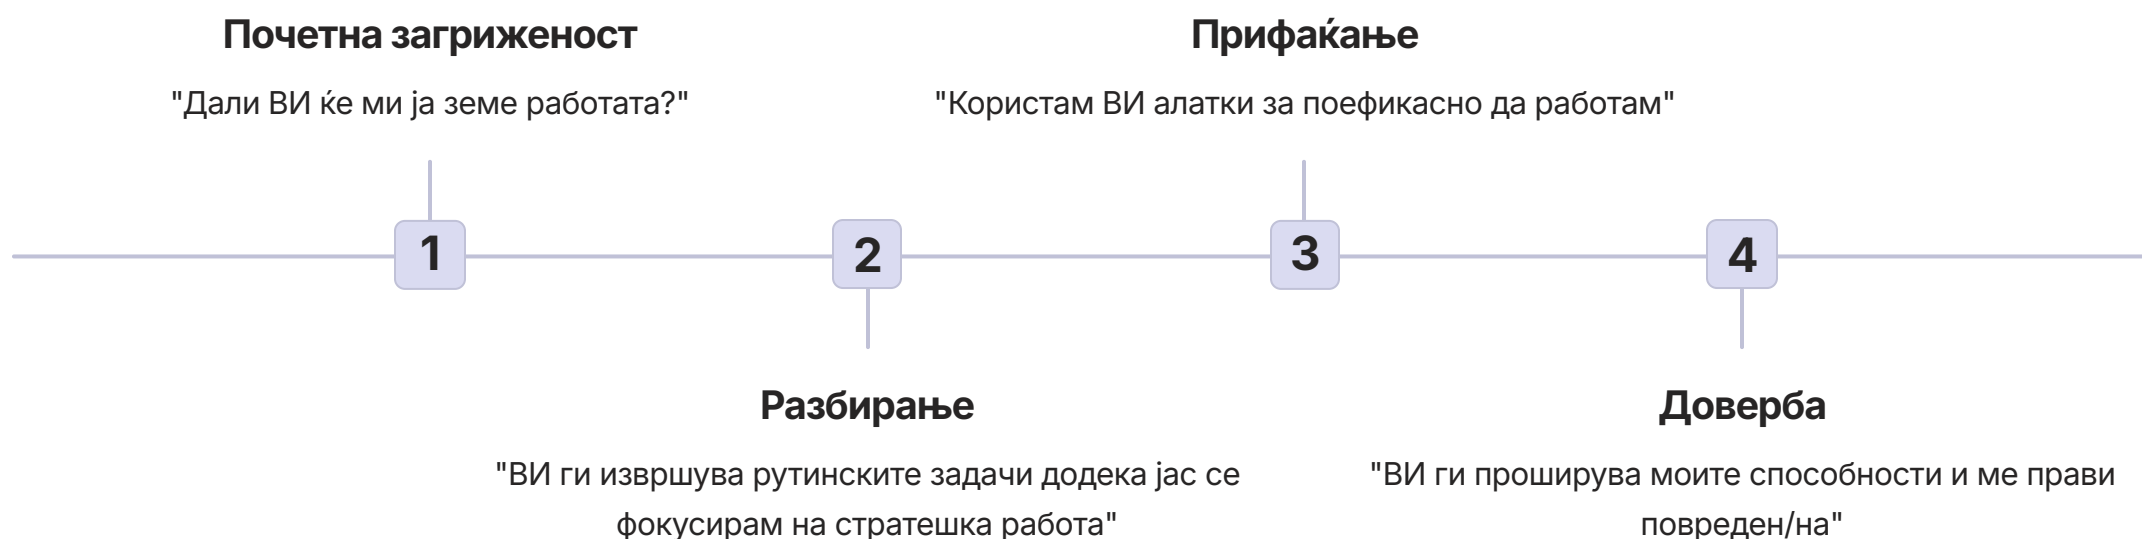 Почетна загриженост
"Дали ВИ ќе ми ја земе работата?"
1
2
Разбирање
"ВИ ги извршува рутинските задачи додека јас се
фокусирам на стратешка работа"
Прифаќање
"Користам ВИ алатки за поефикасно да работам"
3
4
Доверба
"ВИ ги проширува моите способности и ме прави
повреден/на"